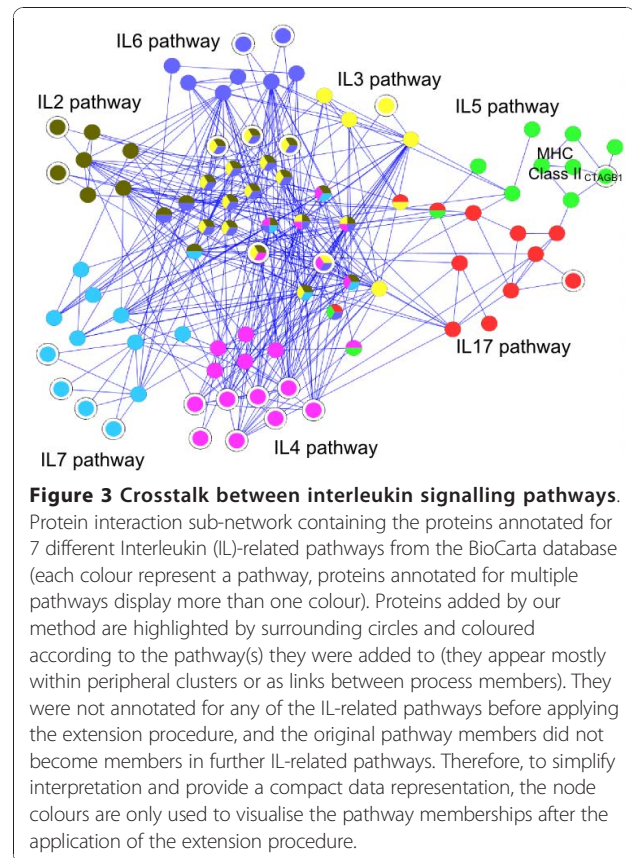 IL6 pathway
IL3 pathway
IL2 pathway
IL5 pathway
MHC
Class II CTAGB1
IL17 pathway
IL4 pathway
IL7 pathway
Figure 3 Crosstalk between interleukin signalling pathways.
Protein interaction sub-network containing the proteins annotated for
7 different Interleukin (IL)-related pathways from the BioCarta database
(each colour represent a pathway, proteins annotated for multiple
pathways display more than one colour). Proteins added by our
method are highlighted by surrounding circles and coloured
according to the pathway(s) they were added to (they appear mostly
within peripheral clusters or as links between process members). They
were not annotated for any of the IL-related pathways before applying
the extension procedure, and the original pathway members did not
become members in further IL-related pathways. Therefore, to simplify
interpretation and provide a compact data representation, the node
colours are only used to visualise the pathway memberships after the
application of the extension procedure.